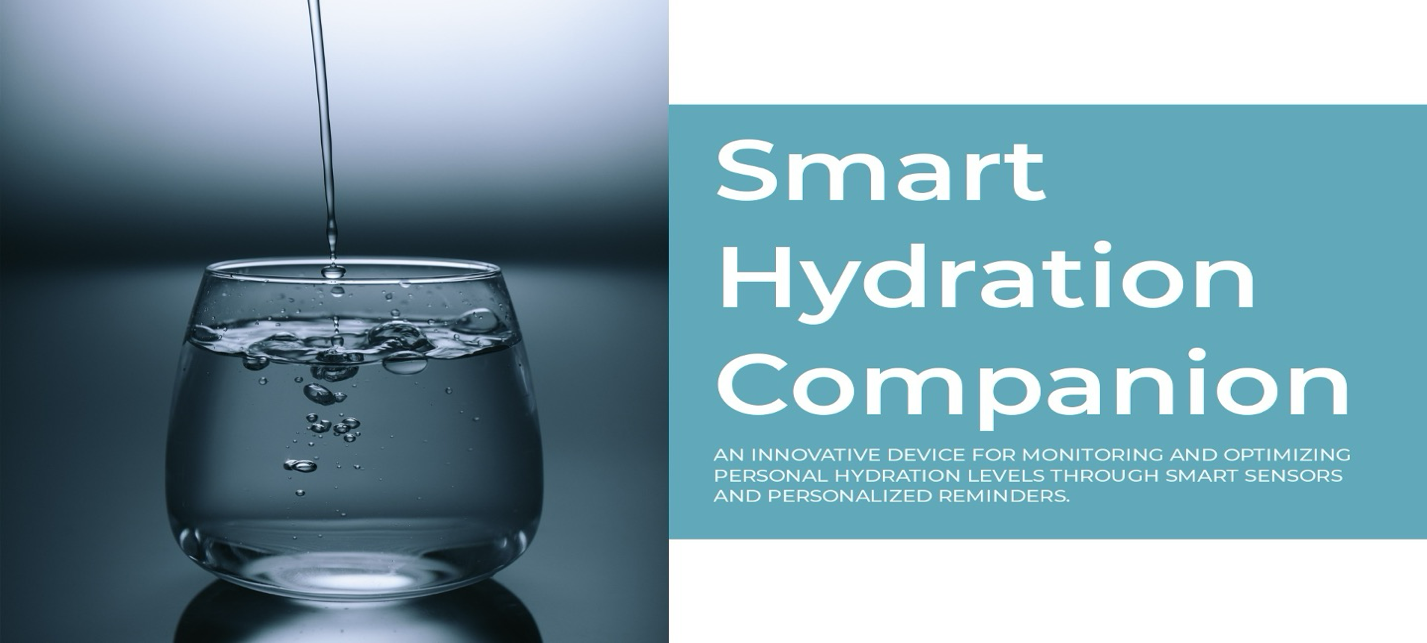 Smart
Hydration
Companion
AN INNOVATIVE DEVICE FOR MONITORING AND OPTIMIZING
PERSONAL HYDRATION LEVELS THROUGH SMART SENSORS
AND PERSONALIZED REMINDERS.